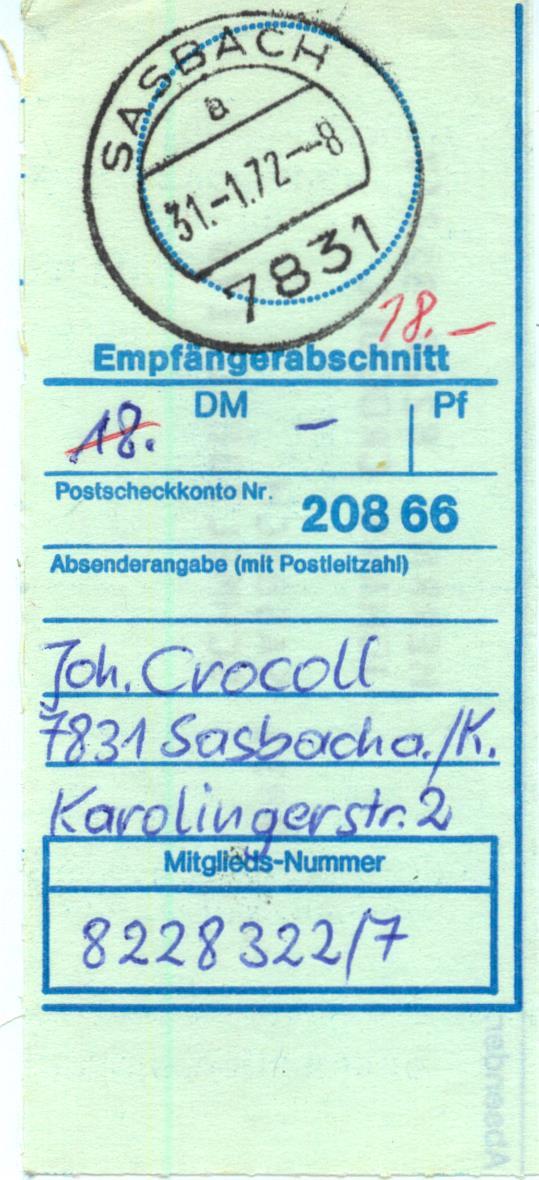 SASBACH
a
31.-1.72--8
7831
18.—
Empfängerabschnitt
DM Pf
18. —
Postscheckkonto Nr. 208 66
Absenderangabe (mit Postleitzahl)
Joh. Crocoll
7831 Sasbach a./K.
Karolingerstr. 2
Mitglieds-Nummer
8228322/7